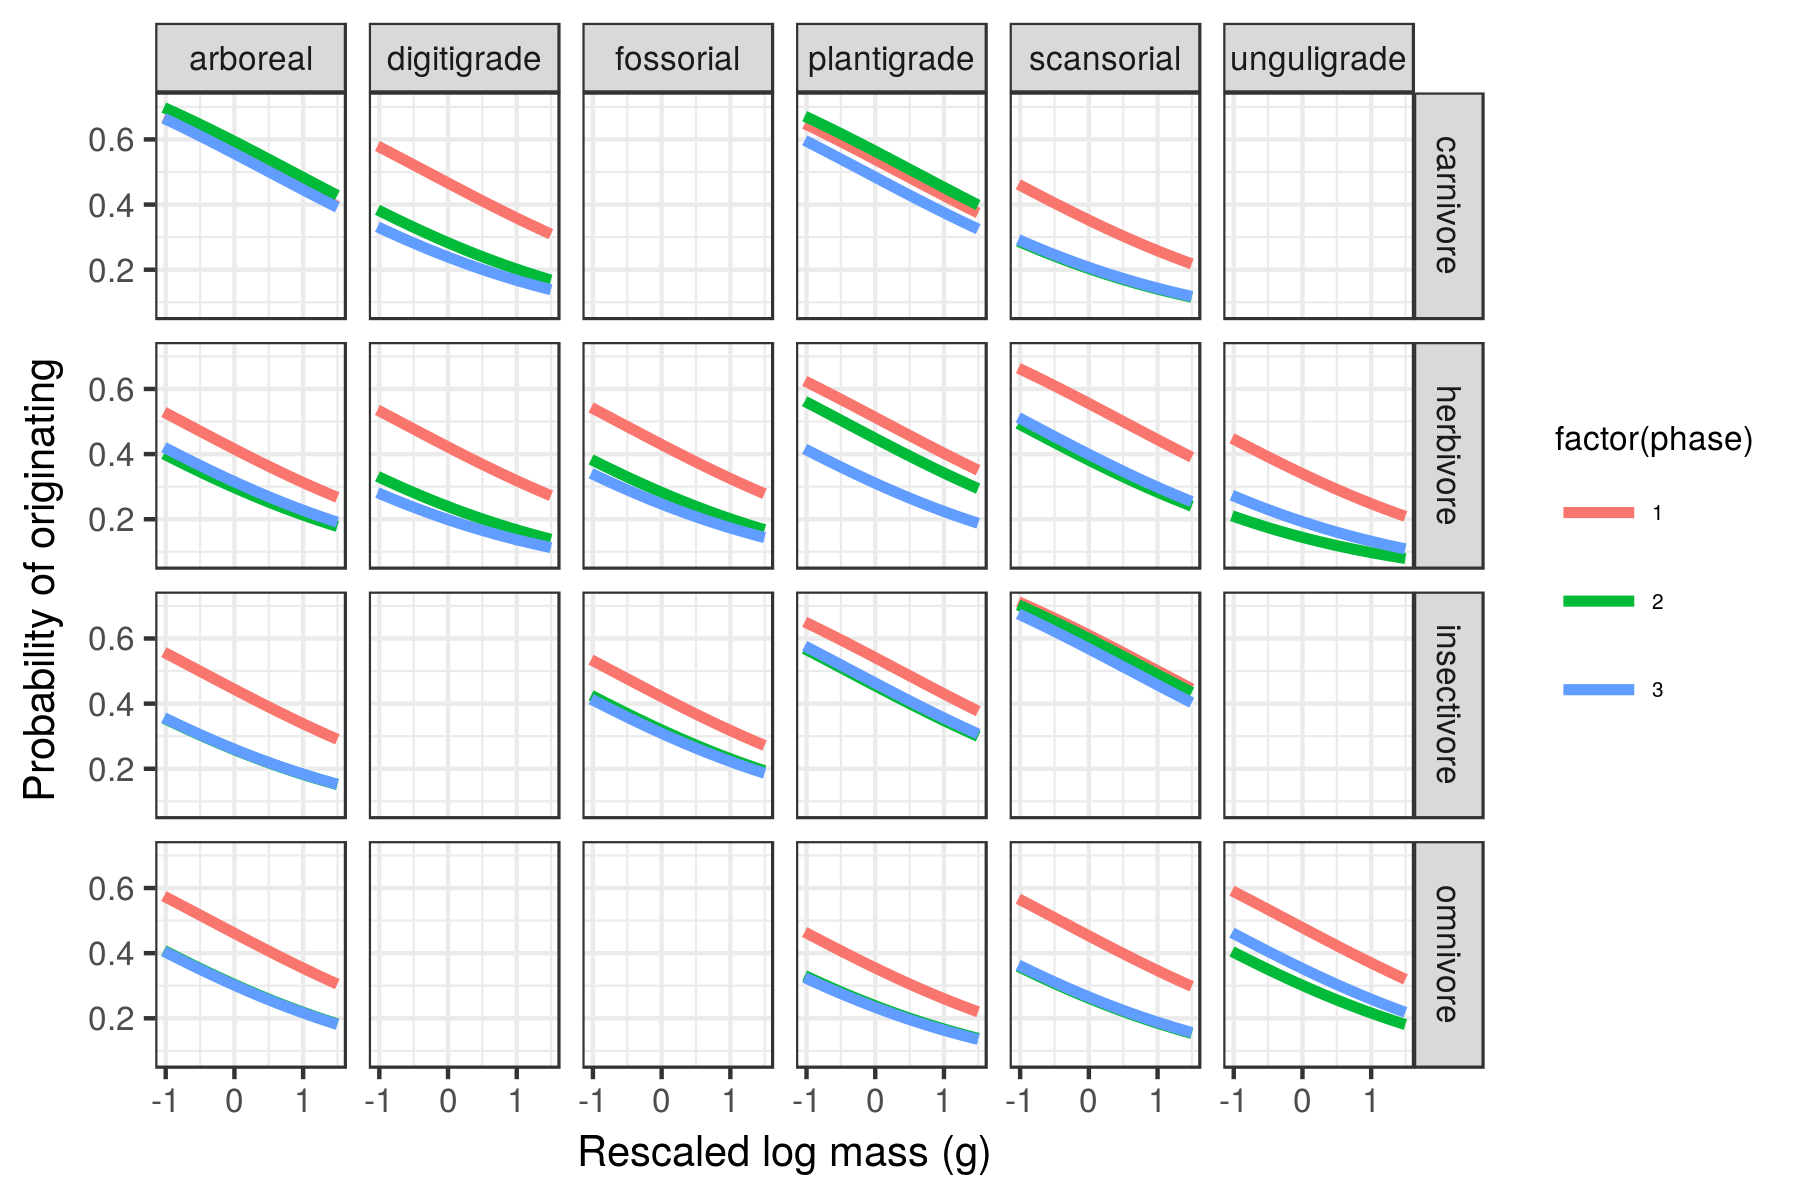 arboreal digitigrade fossorial plantigrade scansorial unguligrade
carnivore
0.6
0.4
0.2
herbivore
0.6
0.4
0.2
insectivore
0.6
0.4
0.2
omnivore
0.6
0.4
0.2
-1 0 1 -1 0 1 -1 0 1 -1 0 1 -1 0 1 -1 0 1
Rescaled log mass (g)
Probability of originating
factor(phase)
1
2
3